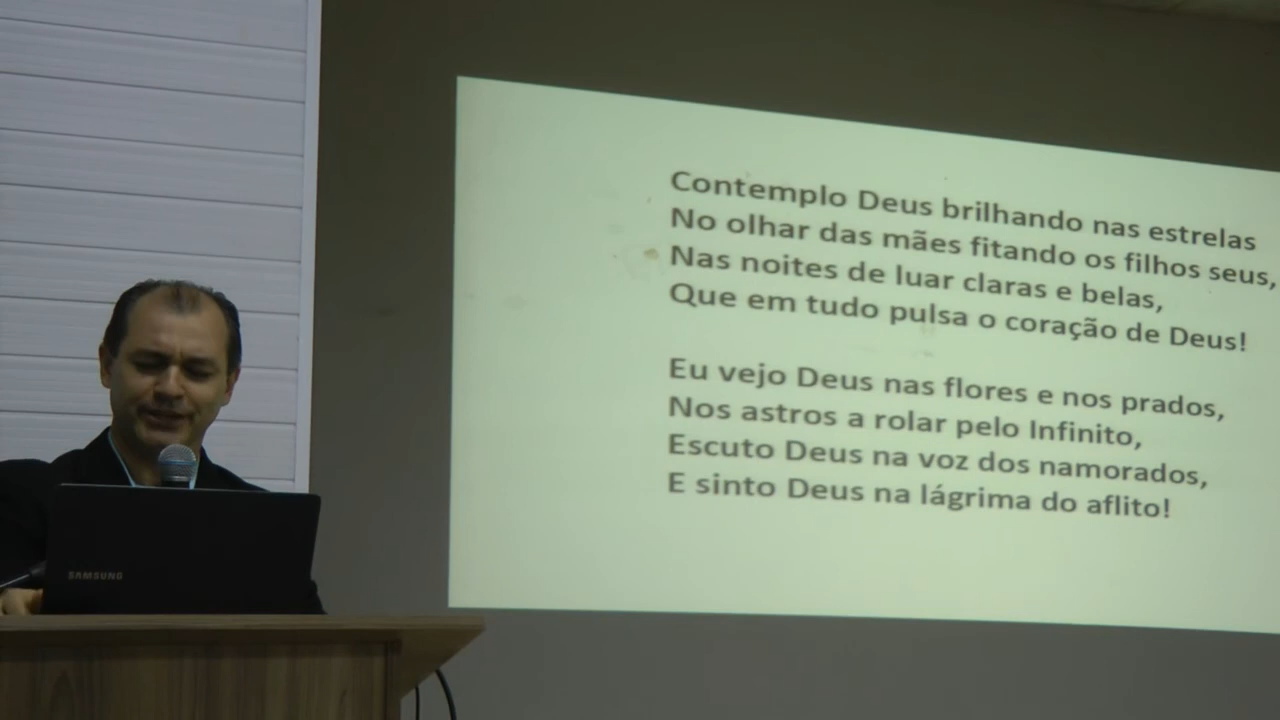 Contemplo Deus brilhando nas estrelas
No olhar das mães fitando os filhos seus,
Nas noites de luar claras e belas,
Que em tudo pulsa o coração de Deus!
Eu vejo Deus nas flores e nos prados,
Nos astros a rolar pelo Infinito,
Escuto Deus na voz dos namorados,
E sinto Deus na lágrima do aflito!
SAMSUNG